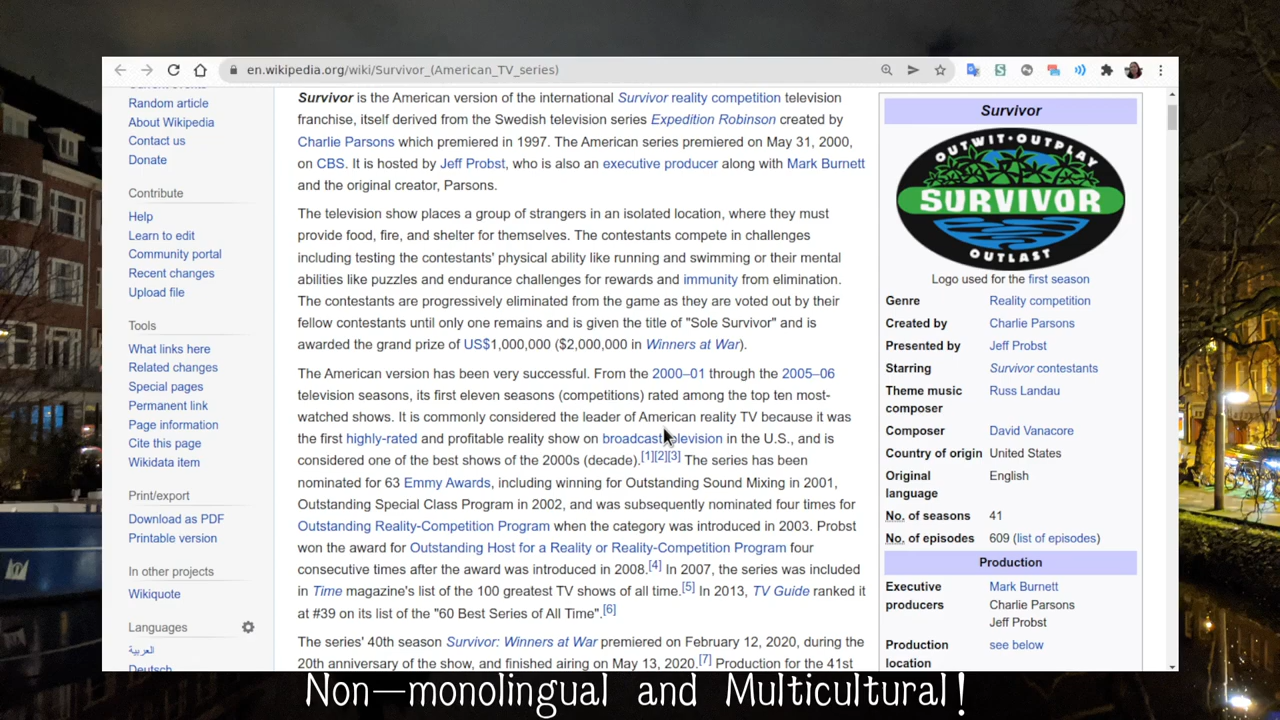 en.wikipedia.org/wiki/Survivor_(American_TV_series)
Random article
About Wikipedia
Contact us
Donate
Contribute
Help
Learn to edit
Community portal
Recent changes
Upload file
Tools
What links here
Related changes
Special pages
Permanent link
Page information
Cite this page
Wikidata item
Print/export
Download as PDF
Printable version
In other projects
Wikiquote
Languages
العربية
Deutsch
Survivor is the American version of the international Survivor reality competition television
franchise, itself derived from the Swedish television series Expedition Robinson created by
Charlie Parsons which premiered in 1997. The American series premiered on May 31, 2000,
on CBS. It is hosted by Jeff Probst, who is also an executive producer along with Mark Burnett
and the original creator, Parsons.
The television show places a group of strangers in an isolated location, where they must
provide food, fire, and shelter for themselves. The contestants compete in challenges
including testing the contestants' physical ability like running and swimming or their mental
abilities like puzzles and endurance challenges for rewards and immunity from elimination.
The contestants are progressively eliminated from the game as they are voted out by their
fellow contestants until only one remains and is given the title of "Sole Survivor" and is
awarded the grand prize of US$1,000,000 ($2,000,000 in Winners at War).
The American version has been very successful. From the 2000–01 through the 2005–06
television seasons, its first eleven seasons (competitions) rated among the top ten most-
watched shows. It is commonly considered the leader of American reality TV because it was
the first highly-rated and profitable reality show on broadcast television in the U.S., and is
considered one of the best shows of the 2000s (decade).[1][2][3] The series has been
nominated for 63 Emmy Awards, including winning for Outstanding Sound Mixing in 2001,
Outstanding Special Class Program in 2002, and was subsequently nominated four times for
Outstanding Reality-Competition Program when the category was introduced in 2003. Probst
won the award for Outstanding Host for a Reality or Reality-Competition Program four
consecutive times after the award was introduced in 2008.[4] In 2007, the series was included
in Time magazine's list of the 100 greatest TV shows of all time.[5] In 2013, TV Guide ranked it
at #39 on its list of the "60 Best Series of All Time".[6]
The series' 40th season Survivor: Winners at War premiered on February 12, 2020, during the
20th anniversary of the show, and finished airing on May 13, 2020.[7] Production for the 41st
Survivor
OUTWIT·OUTPLAY
SURVIVOR
OUTLAST
Logo used for the first season
Genre Reality competition
Created by Charlie Parsons
Presented by Jeff Probst
Starring Survivor contestants
Theme music Russ Landau
composer
Composer David Vanacore
Country of origin United States
Original English
language
No. of seasons 41
No. of episodes 609 (list of episodes)
Production
Executive Mark Burnett
producers Charlie Parsons
Jeff Probst
Production see below
location
Non-monolingual and Multicultural!